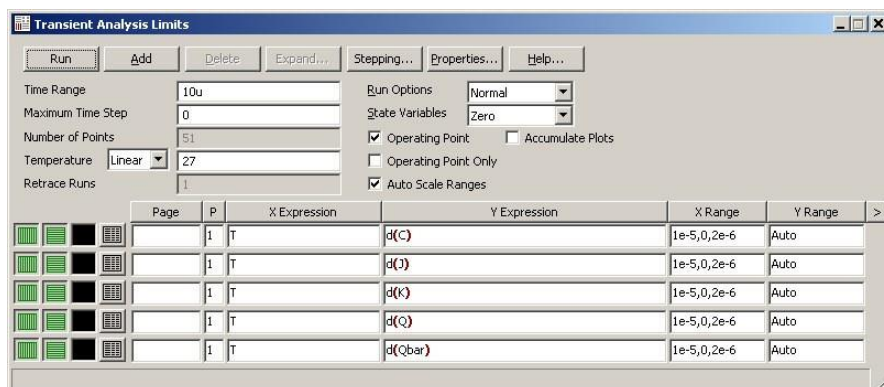 Transient Analysis Limits
Run Add Delete Expand... Stepping... Properties... Help...
Time Range 10u Run Options Normal
Maximum Time Step 0 State Variables Zero
Number of Points 51 Operating Point Accumulate Plots
Temperature Linear 27 Operating Point Only
Retrace Runs 1 Auto Scale Ranges
Page P X Expression Y Expression X Range Y Range >
1 T d(C) 1e-5,0,2e-6 Auto
1 T d(J) 1e-5,0,2e-6 Auto
1 T d(K) 1e-5,0,2e-6 Auto
1 T d(Q) 1e-5,0,2e-6 Auto
1 T d(Qbar) 1e-5,0,2e-6 Auto